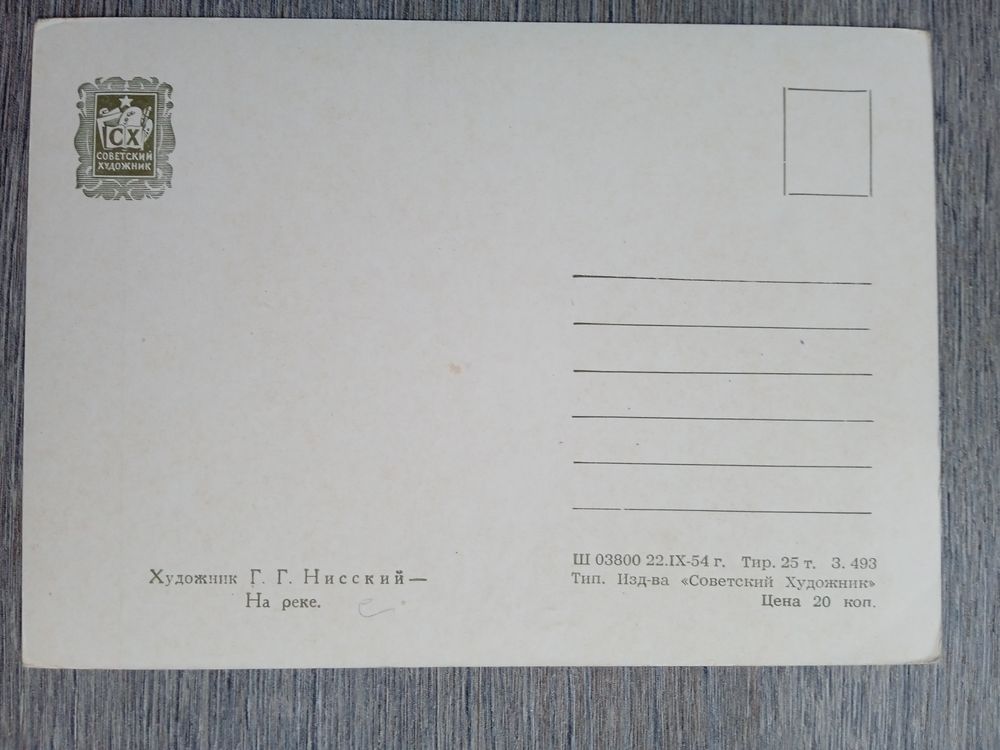 СХ
СОВЕТСКИЙ
ХУДОЖНИК
Художник Г. Г. Нисский—
На реке.
Ш 03800 22.IX-54 г. Тир. 25 т. З. 493
Тип. Изд-ва «Советский Художник»
Цена 20 коп.